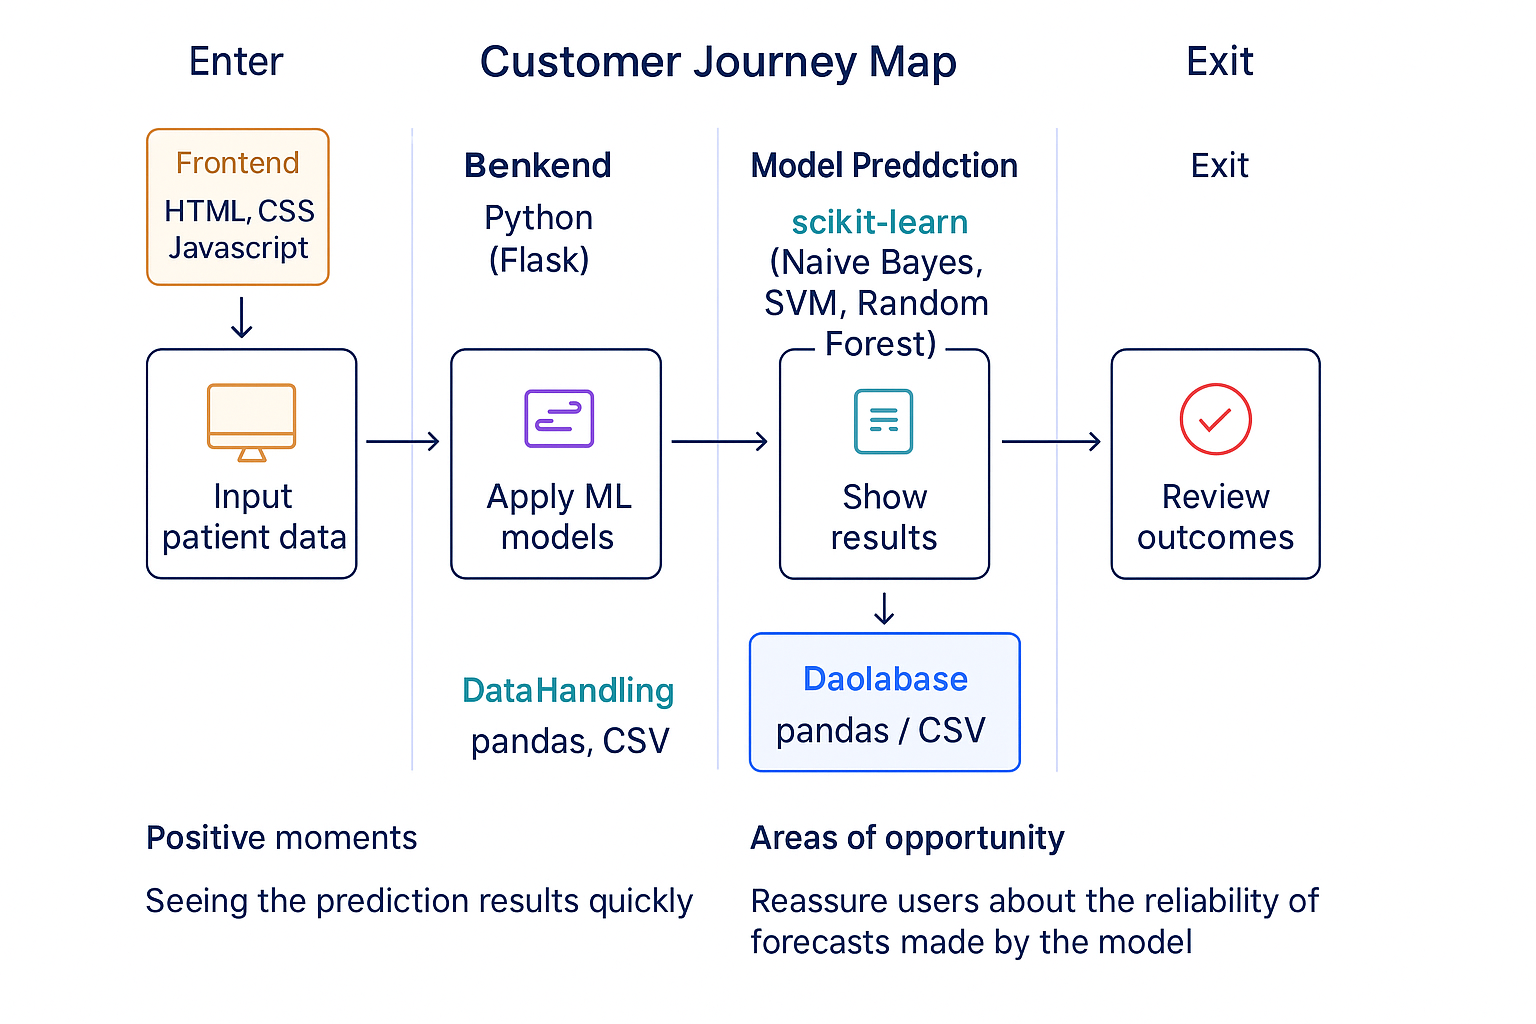 Enter
Customer Journey Map
Exit
Frontend
HTML, CSS
Javascript
Benkend
Python
(Flask)
Model Preddction
scikit-learn
(Naive Bayes,
SVM, Random
Forest)
Exit
Input
patient data
Apply ML
models
Show
results
Review
outcomes
DataHandling
pandas, CSV
Daolabase
pandas / CSV
Positive moments
Seeing the prediction results quickly
Areas of opportunity
Reassure users about the reliability of
forecasts made by the model